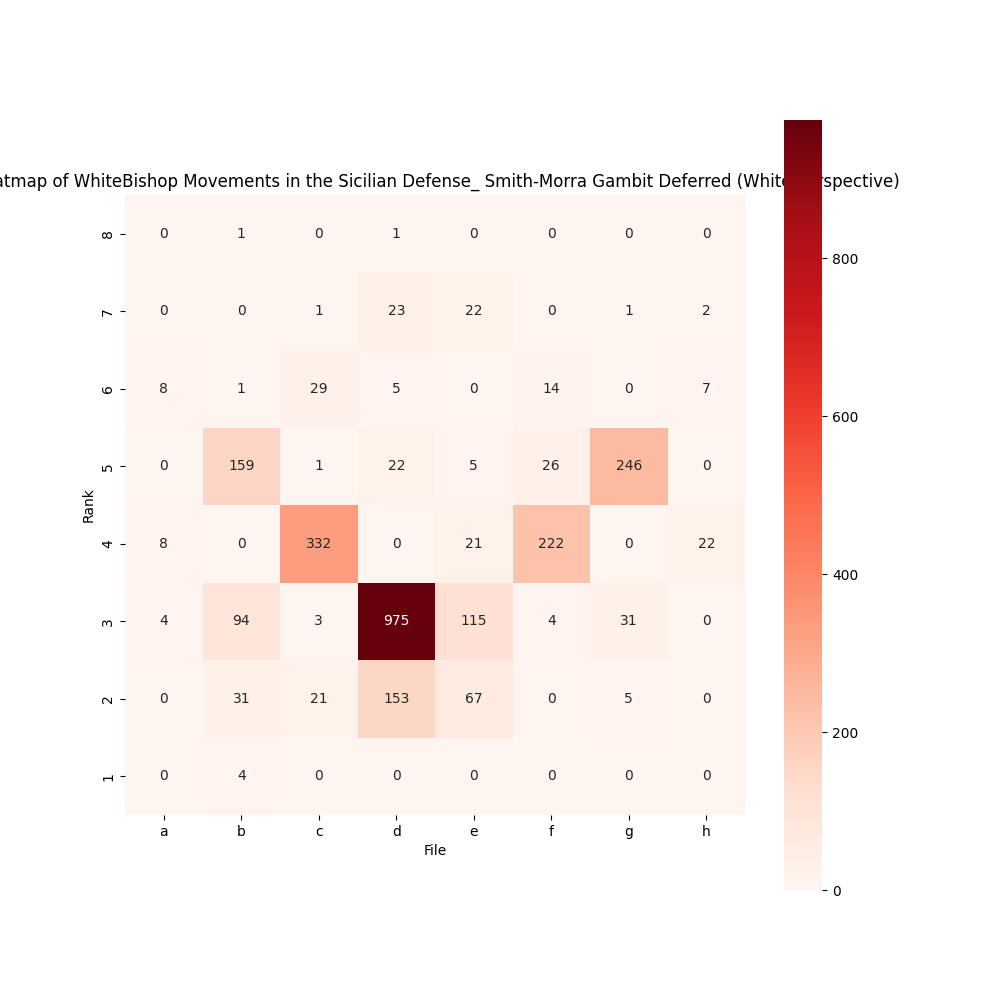 atmap of WhiteBishop Movements in the Sicilian Defense_ Smith-Morra Gambit Deferred (White rspective)
8 0 1 0 1 0 0 0 0
7 0 0 1 23 22 0 1 2
6 8 1 29 5 0 14 0 7
5 0 159 1 22 5 26 246 0
4 8 0 332 0 21 222 0 22
3 4 94 3 975 115 4 31 0
2 0 31 21 153 67 0 5 0
1 0 4 0 0 0 0 0 0
a b c d e f g h
File
Rank
800
600
400
200
0